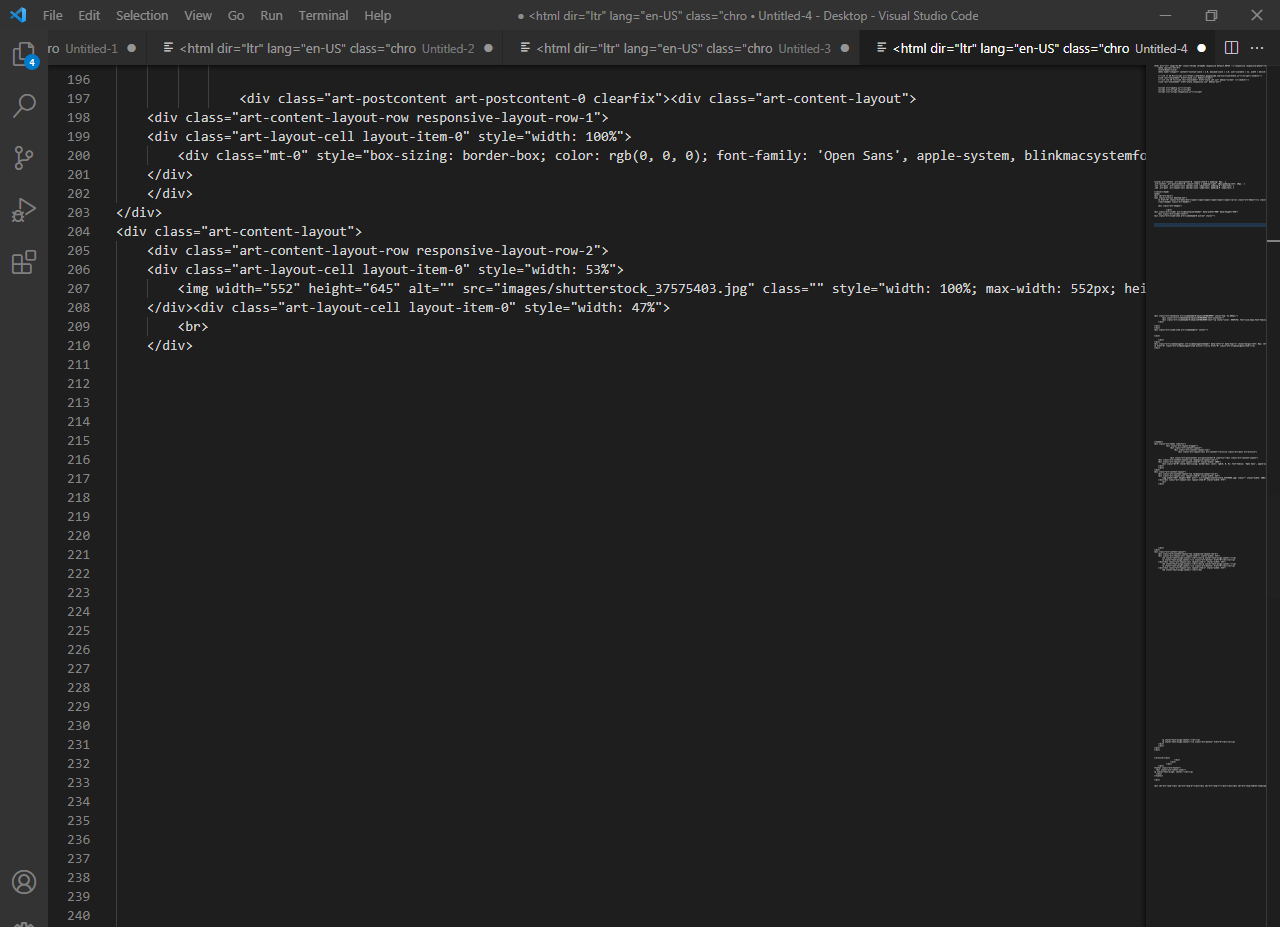 File Edit Selection View Go Run Terminal Help
● <html dir="ltr" lang="en-US" class="chro • Untitled-4 - Desktop - Visual Studio Code
ro Untitled-1 ●
<html dir="ltr" lang="en-US" class="chro Untitled-2 ●
<html dir="ltr" lang="en-US" class="chro Untitled-3 ●
<html dir="ltr" lang="en-US" class="chro Untitled-4 ●
4
196
197 <div class="art-postcontent art-postcontent-0 clearfix"><div class="art-content-layout">
198 <div class="art-content-layout-row responsive-layout-row-1">
199 <div class="art-layout-cell layout-item-0" style="width: 100%">
200 <div class="mt-0" style="box-sizing: border-box; color: rgb(0, 0, 0); font-family: 'Open Sans', apple-system, blinkmacsystemfo
201 </div>
202 </div>
203 </div>
204 <div class="art-content-layout">
205 <div class="art-content-layout-row responsive-layout-row-2">
206 <div class="art-layout-cell layout-item-0" style="width: 53%">
207 <img width="552" height="645" alt="" src="images/shutterstock_37575403.jpg" class="" style="width: 100%; max-width: 552px; hei
208 </div><div class="art-layout-cell layout-item-0" style="width: 47%">
209 <br>
210 </div>
211
212
213
214
215
216
217
218
219
220
221
222
223
224
225
226
227
228
229
230
231
232
233
234
235
236
237
238
239
240